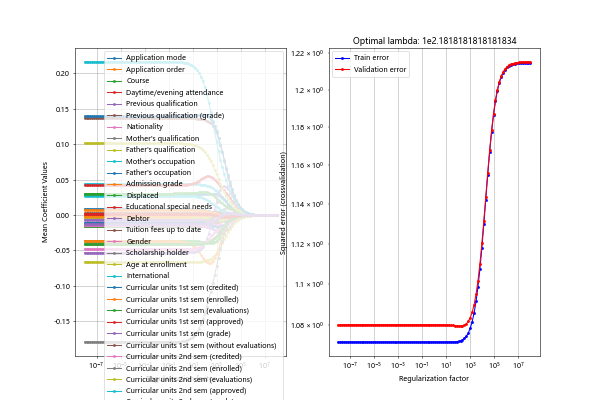 Mean Coefficient Values
0.20
0.15
0.10
0.05
0.00
-0.05
-0.10
-0.15
10⁻⁷
Application mode
Application order
Course
Daytime/evening attendance
Previous qualification
Previous qualification (grade)
Nationality
Mother's qualification
Father's qualification
Mother's occupation
Father's occupation
Admission grade
Displaced
Educational special needs
Debtor
Tuition fees up to date
Gender
Scholarship holder
Age at enrollment
International
Curricular units 1st sem (credited)
Curricular units 1st sem (enrolled)
Curricular units 1st sem (evaluations)
Curricular units 1st sem (approved)
Curricular units 1st sem (grade)
Curricular units 1st sem (without evaluations)
Curricular units 2nd sem (credited)
Curricular units 2nd sem (enrolled)
Curricular units 2nd sem (evaluations)
Curricular units 2nd sem (approved)
Optimal lambda: 1e2.1818181818181834
Train error
Validation error
Squared error (crossvalidation)
1.22 × 10⁰
1.2 × 10⁰
1.18 × 10⁰
1.16 × 10⁰
1.14 × 10⁰
1.12 × 10⁰
1.1 × 10⁰
1.08 × 10⁰
10⁻⁷ 10⁻⁵ 10⁻³ 10⁻¹ 10¹ 10³ 10⁵ 10⁷
Regularization factor